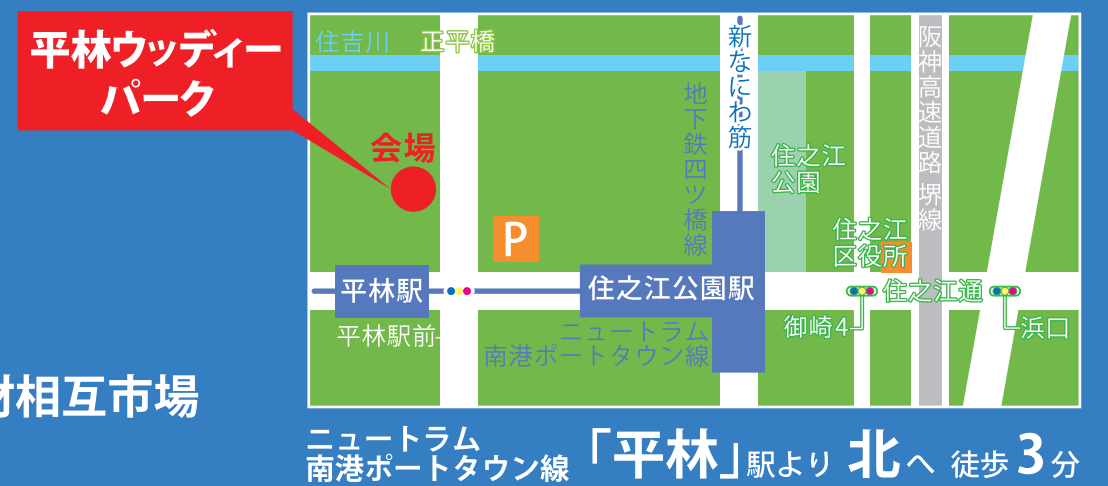 平林ウッディー
パーク
住吉川
正平橋
新なにわ筋
阪神高速道路 堺線
地下鉄四ツ橋線
会場
住之江
公園
P
住之江
区役所
平林駅
住之江公園駅
住之江通
平林駅前
ニュートラム
南港ポートタウン線
御崎4
浜口
材相互市場
ニュートラム
南港ポートタウン線
「平林」駅より 北へ 徒歩3分